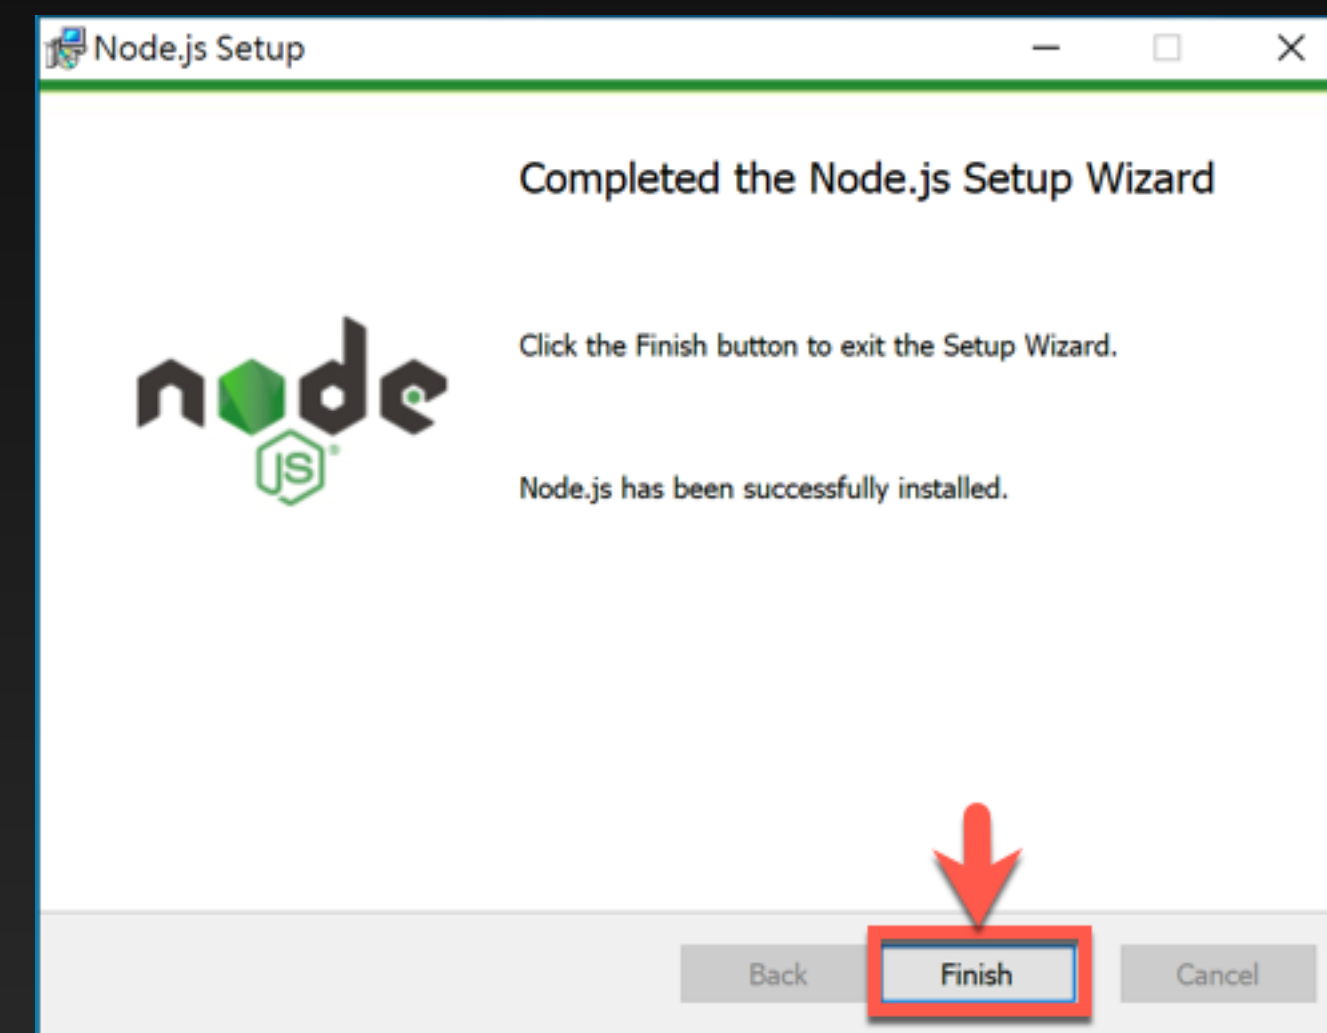 Node.js Setup
Completed the Node.js Setup Wizard
Click the Finish button to exit the Setup Wizard.
node
JS
Node.js has been successfully installed.
Back Finish Cancel